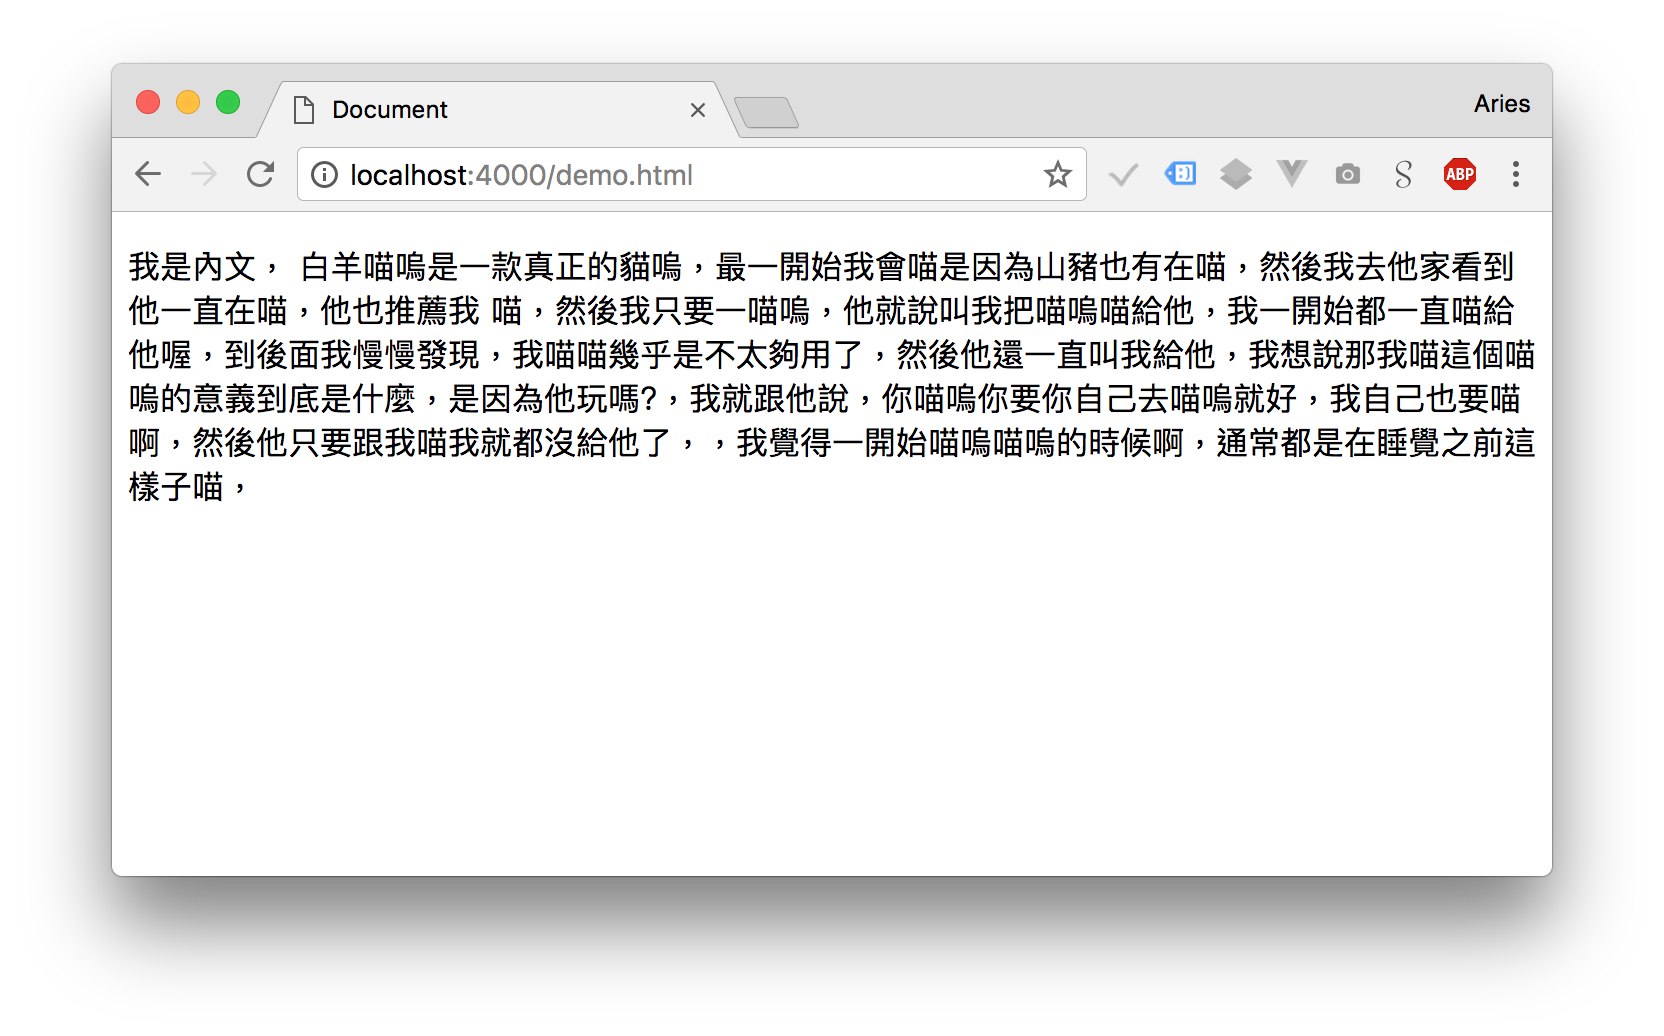 Document
Aries
localhost:4000/demo.html
ABP
我是內文， 白羊喵嗚是一款真正的貓嗚，最一開始我會喵是因為山豬也有在喵，然後我去他家看到
他一直在喵，他也推薦我 喵，然後我只要一喵嗚，他就說叫我把喵嗚喵給他，我一開始都一直喵給
他喔，到後面我慢慢發現，我喵喵幾乎是不太夠用了，然後他還一直叫我給他，我想說那我喵這個喵
嗚的意義到底是什麼，是因為他玩嗎?，我就跟他說，你喵嗚你要你自己去喵嗚就好，我自己也要喵
啊，然後他只要跟我喵我就都沒給他了，，我覺得一開始喵嗚喵嗚的時候啊，通常都是在睡覺之前這
樣子喵，